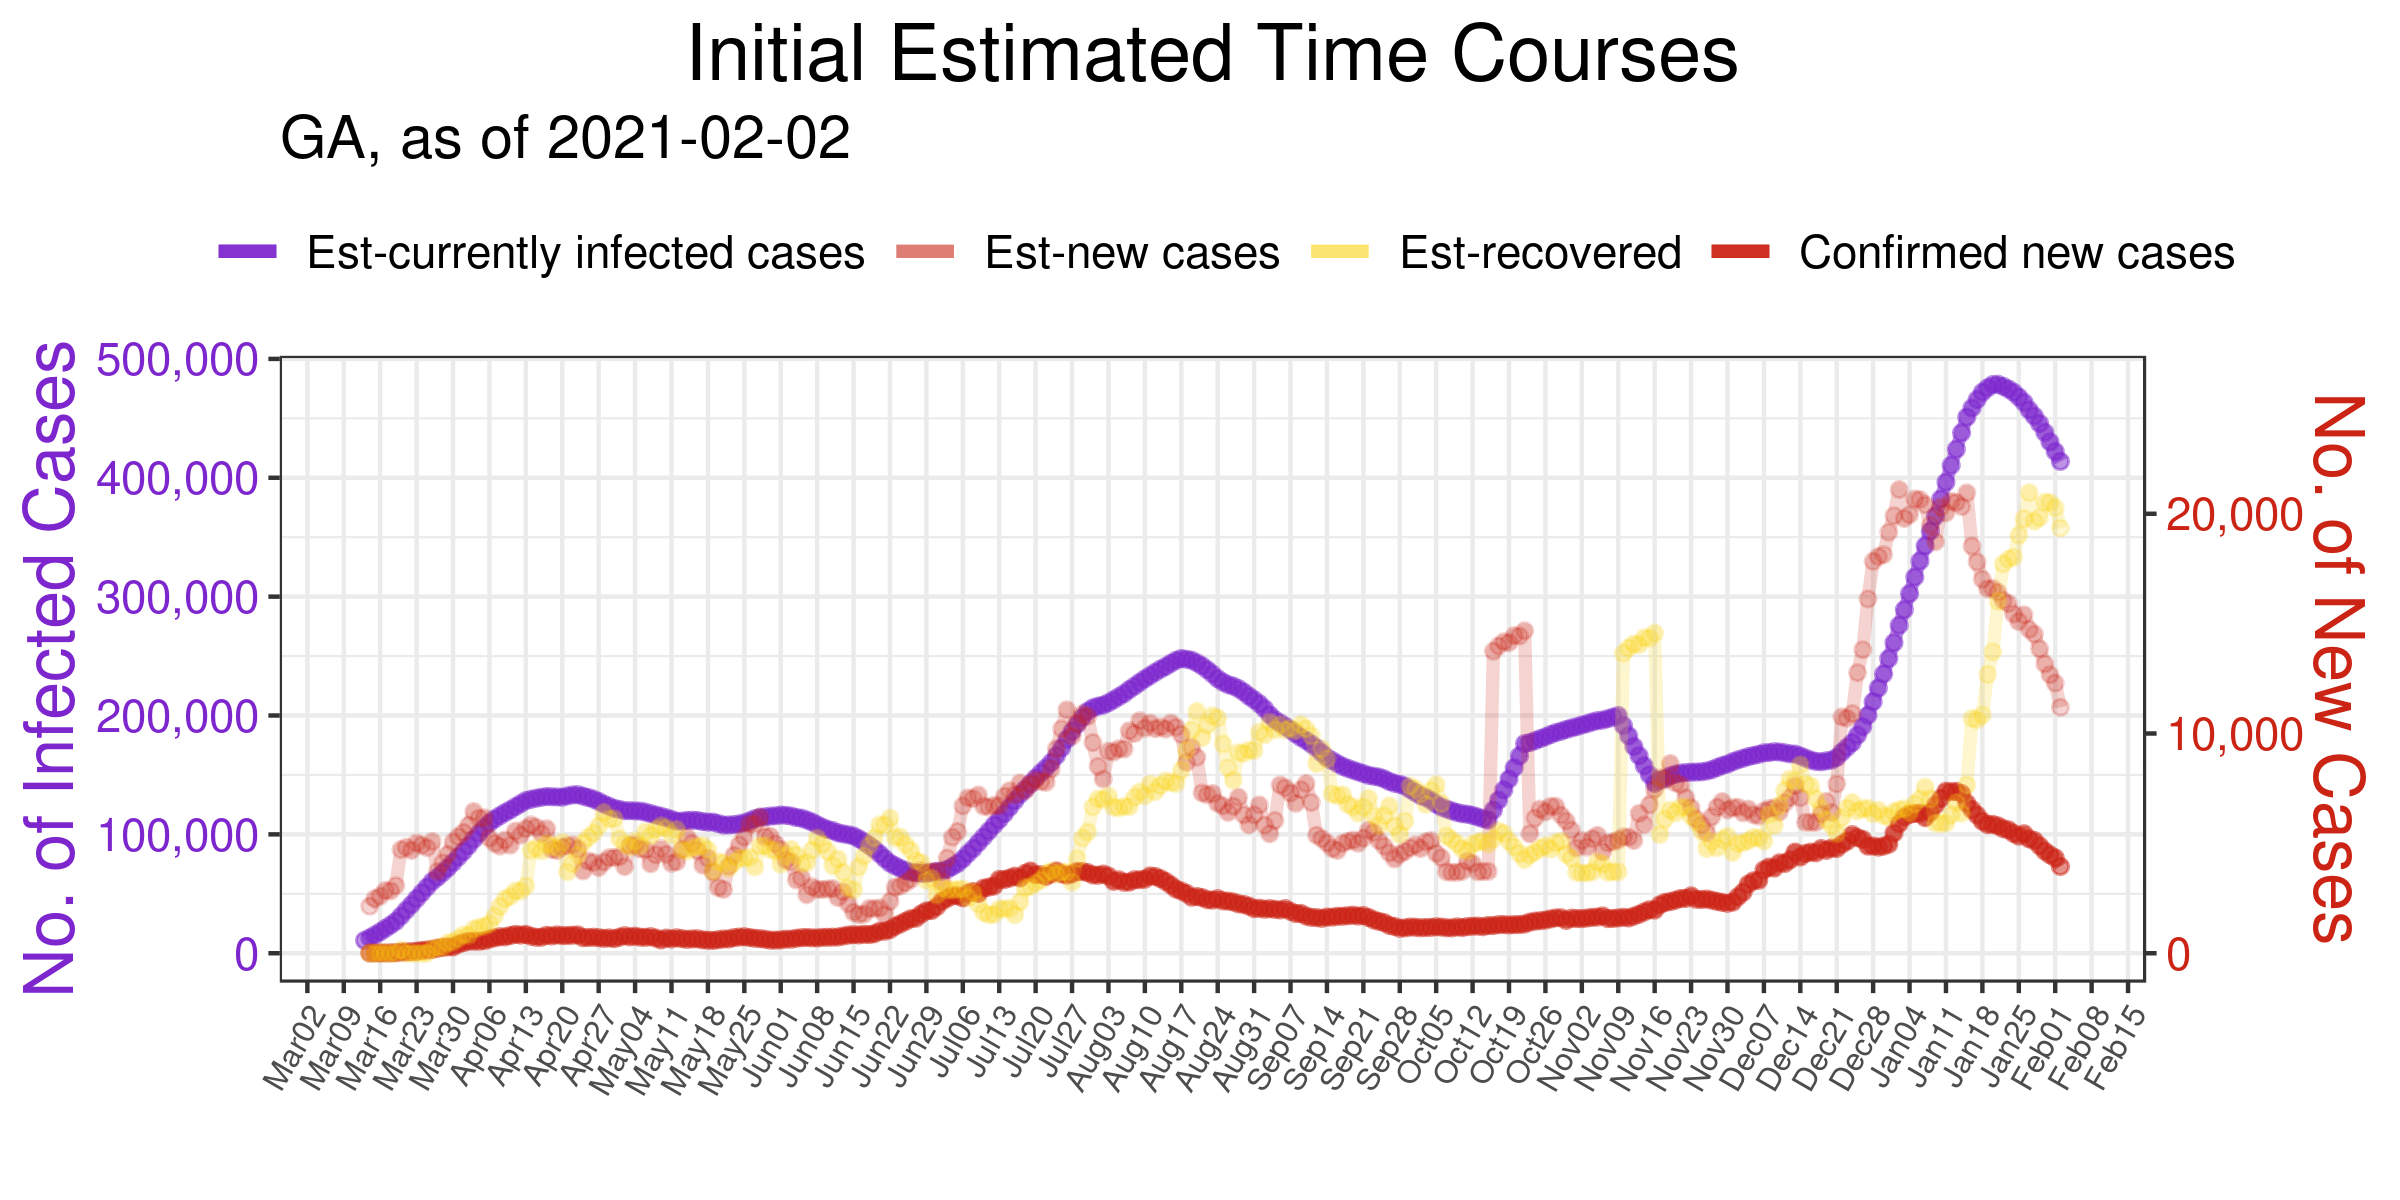 Initial Estimated Time Courses
GA, as of 2021-02-02
Est-currently infected cases Est-new cases Est-recovered Confirmed new cases
No. of Infected Cases
500,000
400,000
300,000
200,000
100,000
0
No. of New Cases
20,000
10,000
0
Mar02 Mar09 Mar16 Mar23 Mar30 Apr06 Apr13 Apr20 Apr27 May04 May11 May18 May25 Jun01 Jun08 Jun15 Jun22 Jun29 Jul06 Jul13 Jul20 Jul27 Aug03 Aug10 Aug17 Aug24 Aug31 Sep07 Sep14 Sep21 Sep28 Oct05 Oct12 Oct19 Oct26 Nov02 Nov09 Nov16 Nov23 Nov30 Dec07 Dec14 Dec21 Dec28 Jan04 Jan11 Jan18 Jan25 Feb01 Feb08 Feb15